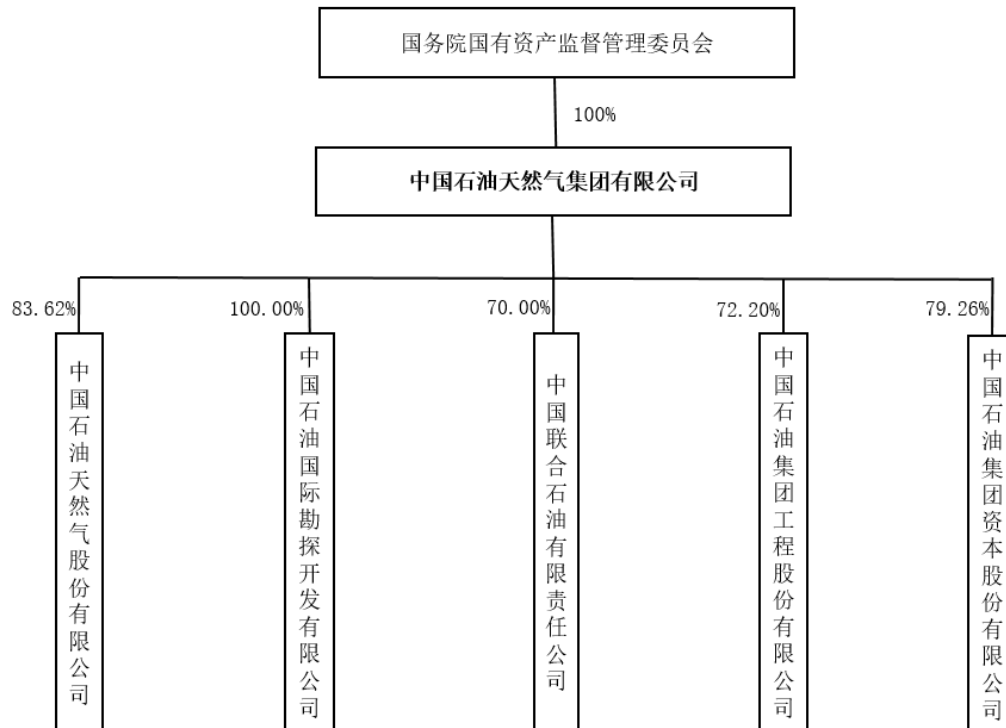 国务院国有资产监督管理委员会
100%
中国石油天然气集团有限公司
83.62%
100.00%
70.00%
72.20%
79.26%
中国石油天然气股份有限公司
中国石油国际勘探开发有限公司
中国联合石油有限责任公司
中国石油集团工程股份有限公司
中国石油集团资本股份有限公司